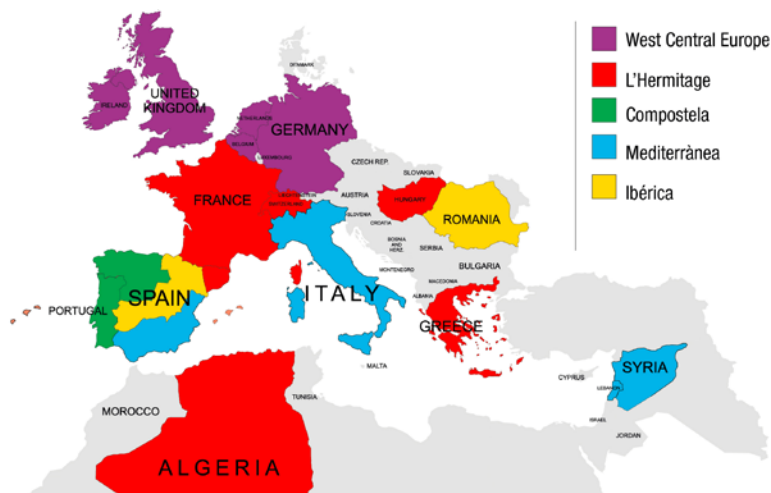 West Central Europe
L'Hermitage
Compostela
Mediterrànea
Ibérica
DENMARK
UNITED
KINGDOM
IRELAND
NETHERLANDS
GERMANY
BELGIUM
LUXEMBOURG
CZECH REP.
SLOVAKIA
FRANCE
LIECHTENSTEIN
SWITZERLAND
AUSTRIA
HUNGARY
SLOVENIA
CROATIA
ROMANIA
BOSNIA
AND
HERZ.
SERBIA
MONTENEGRO
BULGARIA
MACEDONIA
ALBANIA
PORTUGAL
SPAIN
ITALY
GREECE
MALTA
SYRIA
CYPRUS
LEBANON
ISRAEL
JORDAN
MOROCCO
TUNISIA
ALGERIA